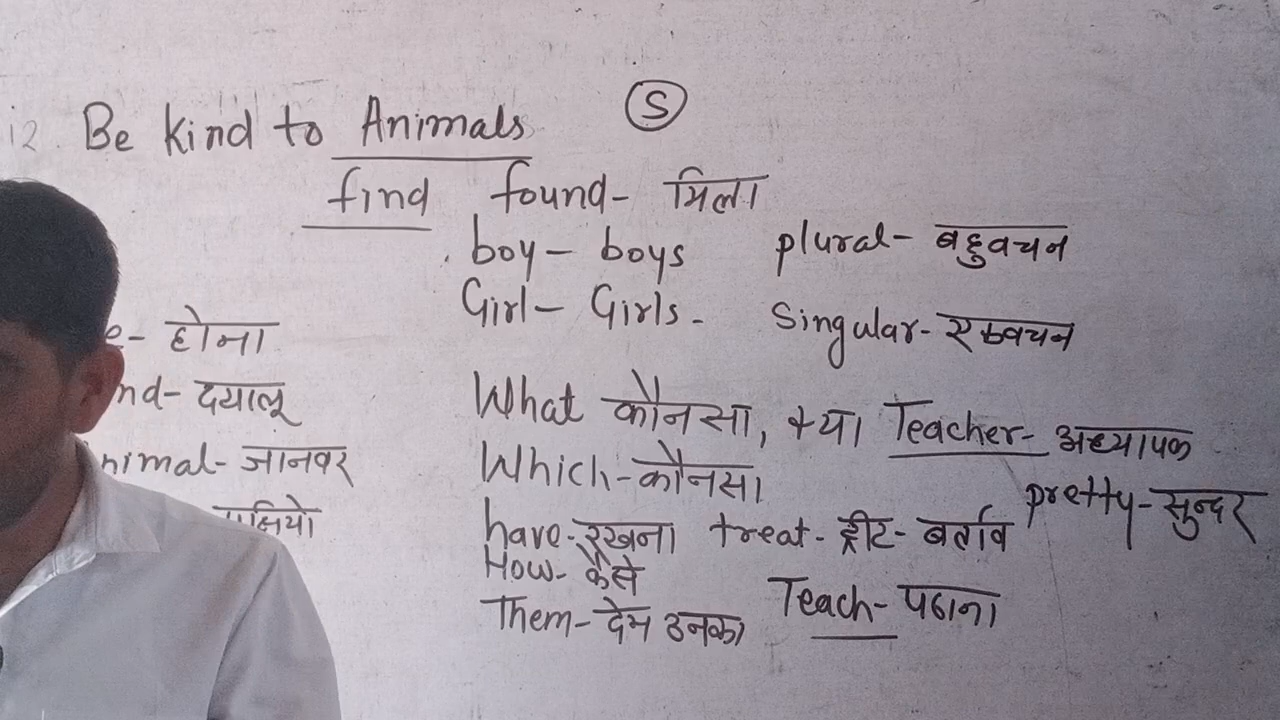 12. Be kind to Animals S
find found- मिला
boy- boys plural- बहुवचन
Girl- Girls- Singular- एकवचन
e- होना
nd- दयालू
nimal- जानवर
What कौनसा, क्या Teacher- अध्यापक
Which- कौनसा
pretty- सुन्दर
have- रखना treat- ट्रीट- बर्ताव
How- कैसे
Them- देम उनका Teach- पढाना